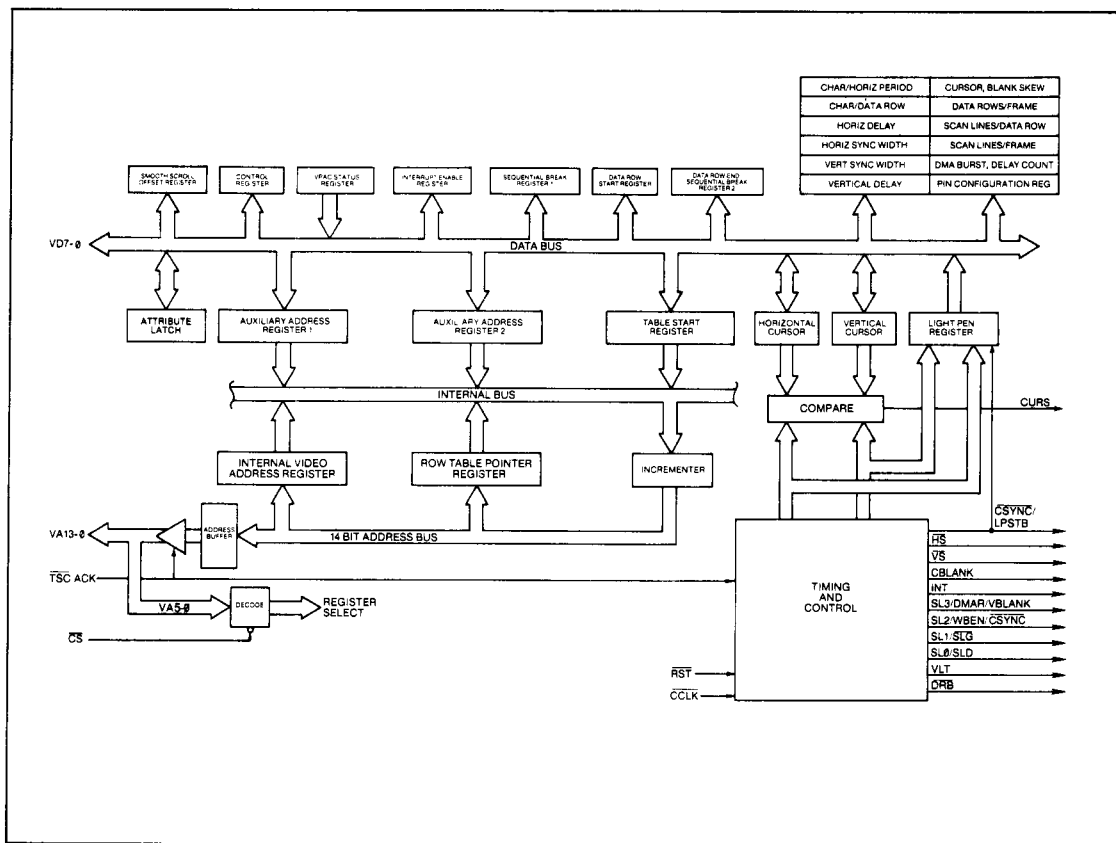 CHAR/HORIZ PERIOD
CURSOR, BLANK SKEW
CHAR/DATA ROW
DATA ROWS/FRAME
HORIZ DELAY
SCAN LINES/DATA ROW
HORIZ SYNC WIDTH
SCAN LINES/FRAME
VERT SYNC WIDTH
DMA BURST, DELAY COUNT
VERTICAL DELAY
PIN CONFIGURATION REG
SMOOTH SCROLL
OFFSET REGISTER
CONTROL
REGISTER
VPAC STATUS
REGISTER
INTERRUPT ENABLE
REGISTER
SEQUENTIAL BREAK
REGISTER 1
DATA ROW
START REGISTER
DATA ROW END
SEQUENTIAL BREAK
REGISTER 2
VD7-0
DATA BUS
ATTRIBUTE
LATCH
AUXILIARY ADDRESS
REGISTER 1
AUXILIARY ADDRESS
REGISTER 2
TABLE START
REGISTER
HORIZONTAL
CURSOR
VERTICAL
CURSOR
LIGHT PEN
REGISTER
INTERNAL BUS
COMPARE
CURS
INTERNAL VIDEO
ADDRESS REGISTER
ROW TABLE POINTER
REGISTER
INCREMENTER
VA13-0
ADDRESS
BUFFER
14 BIT ADDRESS BUS
TSC ACK
VA5-0
DECODE
REGISTER
SELECT
CS
TIMING
AND
CONTROL
RST
CCLK
CSYNC/
LPSTB
HS
VS
CBLANK
INT
SL3/DMAR/VBLANK
SL2/WBEN/CSYNC
SL1/SLG
SL0/SLD
VLT
DRB